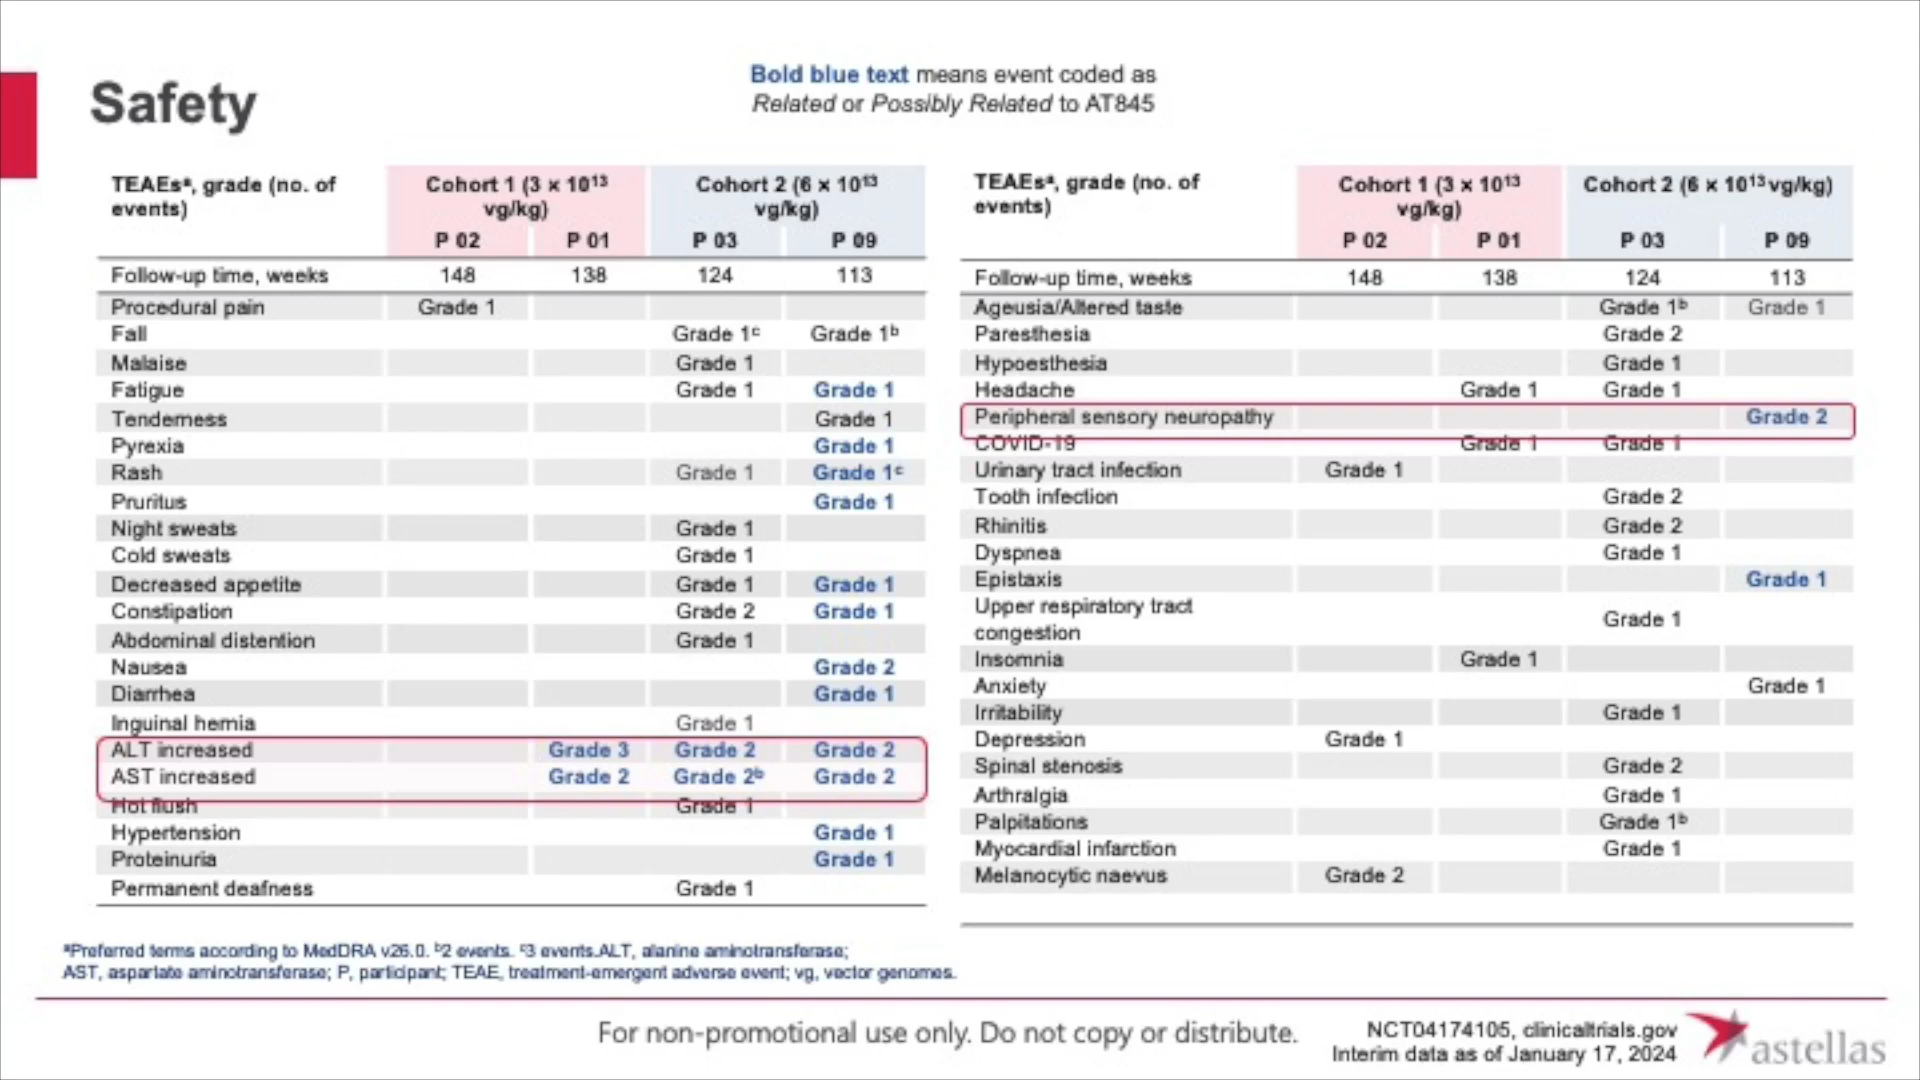 Safety
Bold blue text means event coded as
Related or Possibly Related to AT845
TEAEsᵃ, grade (no. of events) Cohort 1 (3 x 10¹³ vg/kg) Cohort 2 (6 x 10¹³ vg/kg)
P 02 P 01 P 03 P 09
Follow-up time, weeks 148 138 124 113
Procedural pain Grade 1
Fall Grade 1ᶜ Grade 1ᵇ
Malaise Grade 1
Fatigue Grade 1 Grade 1
Tenderness Grade 1
Pyrexia Grade 1
Rash Grade 1 Grade 1ᶜ
Pruritus Grade 1
Night sweats Grade 1
Cold sweats Grade 1
Decreased appetite Grade 1 Grade 1
Constipation Grade 2 Grade 1
Abdominal distention Grade 1
Nausea Grade 2
Diarrhea Grade 1
Inguinal hernia Grade 1
ALT increased Grade 3 Grade 2 Grade 2
AST increased Grade 2 Grade 2ᵇ Grade 2
Hot flush Grade 1
Hypertension Grade 1
Proteinuria Grade 1
Permanent deafness Grade 1
TEAEsᵃ, grade (no. of events) Cohort 1 (3 x 10¹³ vg/kg) Cohort 2 (6 x 10¹³ vg/kg)
P 02 P 01 P 03 P 09
Follow-up time, weeks 148 138 124 113
Ageusia/Altered taste Grade 1ᵇ Grade 1
Paresthesia Grade 2
Hypoesthesia Grade 1
Headache Grade 1 Grade 1
Peripheral sensory neuropathy Grade 2
COVID-19 Grade 1 Grade 1
Urinary tract infection Grade 1
Tooth infection Grade 2
Rhinitis Grade 2
Dyspnea Grade 1
Epistaxis Grade 1
Upper respiratory tract congestion Grade 1
Insomnia Grade 1
Anxiety Grade 1
Irritability Grade 1
Depression Grade 1
Spinal stenosis Grade 2
Arthralgia Grade 1
Palpitations Grade 1ᵇ
Myocardial infarction Grade 1
Melanocytic naevus Grade 2
ᵃPreferred terms according to MedDRA v26.0. ᵇ2 events. ᶜ3 events.ALT, alanine aminotransferase;
AST, aspartate aminotransferase; P, participant; TEAE, treatment-emergent adverse event; vg, vector genomes.
For non-promotional use only. Do not copy or distribute.
NCT04174105, clinicaltrials.gov
Interim data as of January 17, 2024
astellas